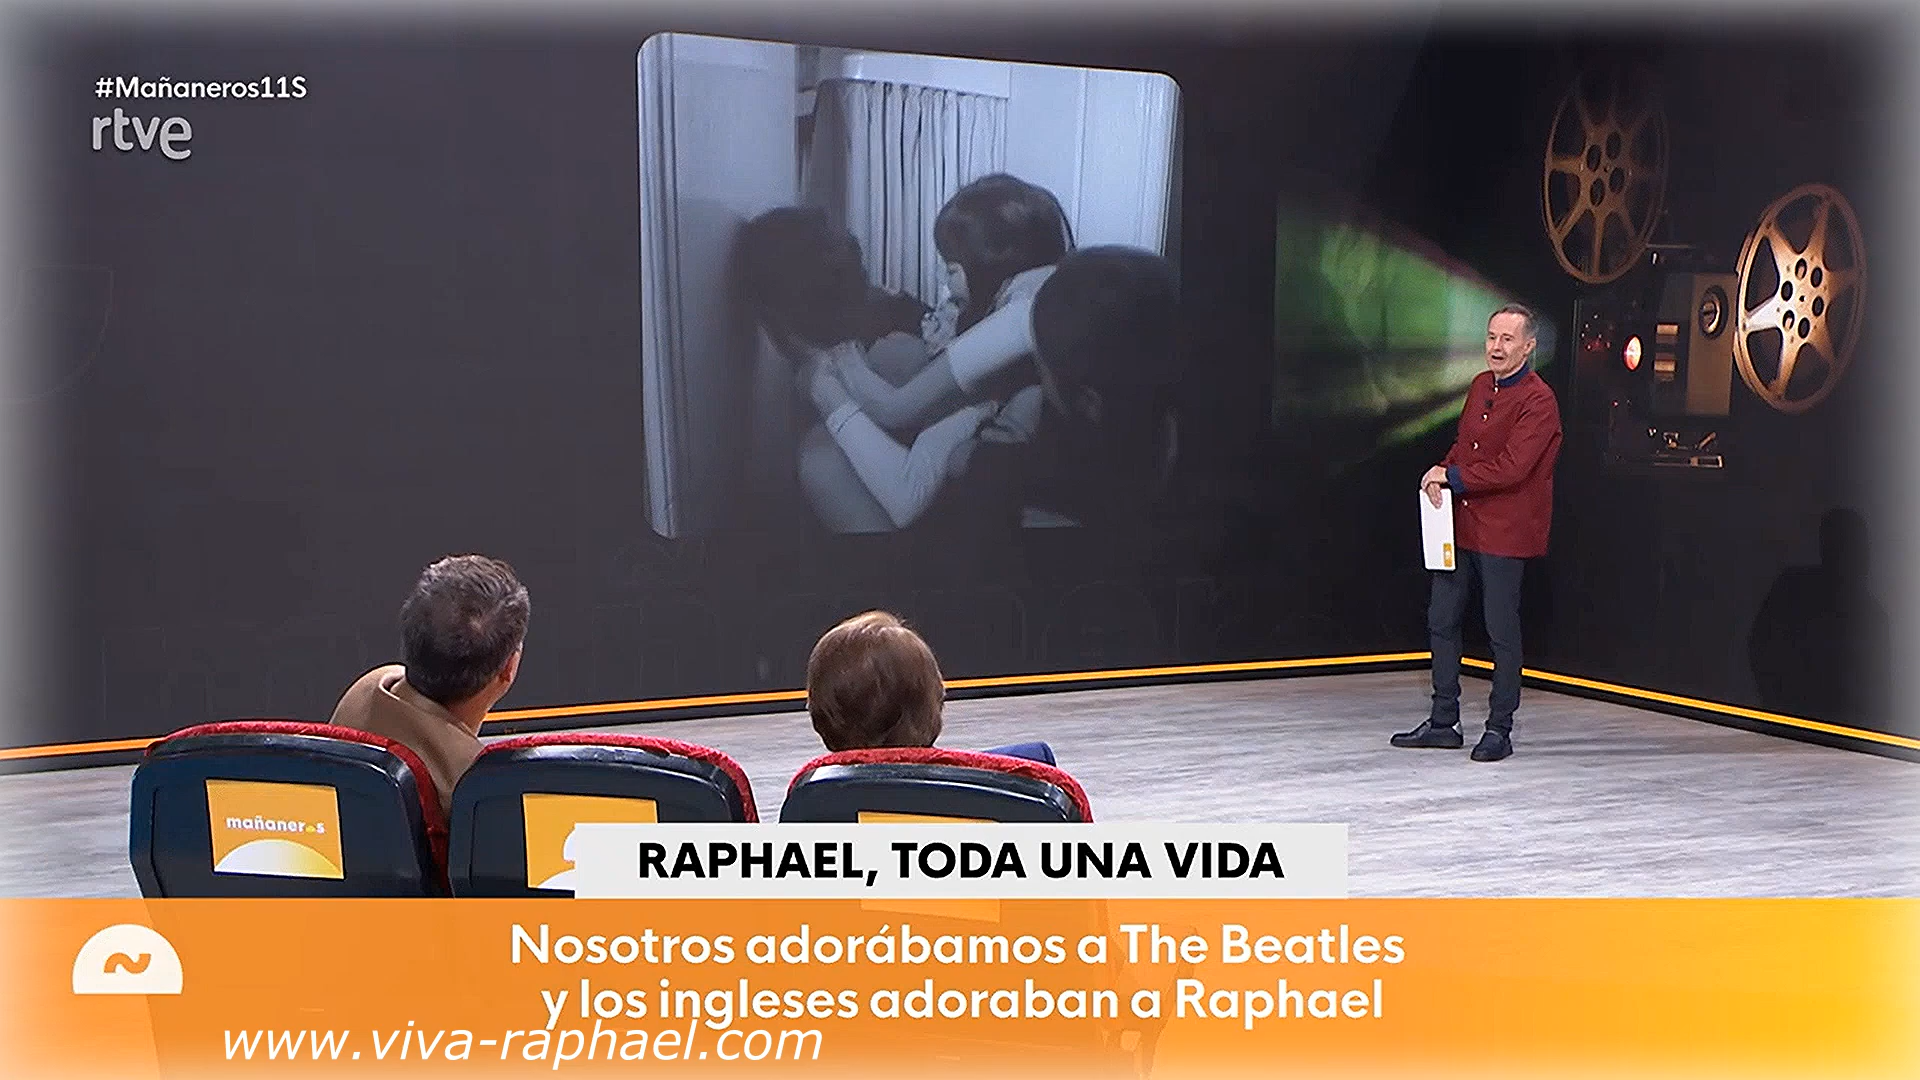 #Mañaneros11S
rtve
mañaneros
RAPHAEL, TODA UNA VIDA
Nosotros adorábamos a The Beatles
y los ingleses adoraban a Raphael
www.viva-raphael.com